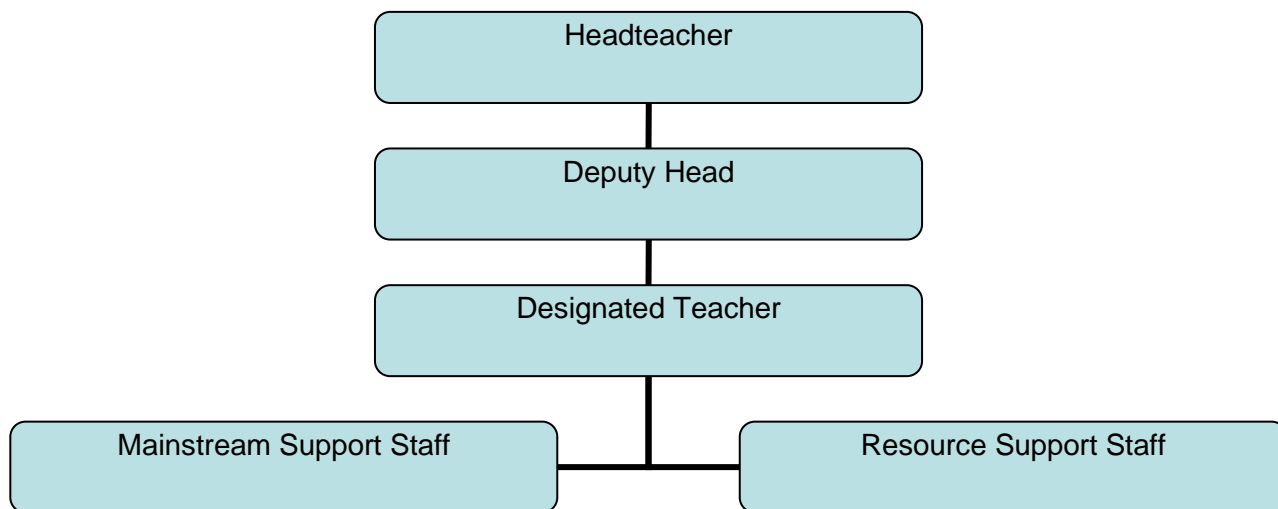 Headteacher
Deputy Head
Designated Teacher
Mainstream Support Staff
Resource Support Staff